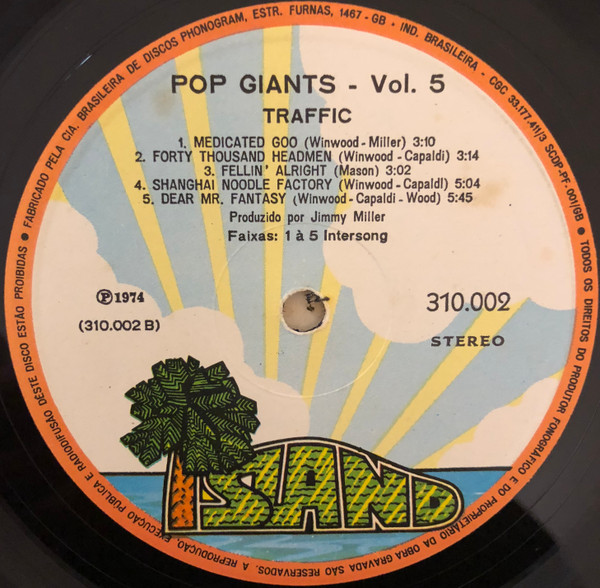 FABRICADO PELA CIA. BRASILEIRA DE DISCOS PHONOGRAM, ESTR. FURNAS, 1467 - GB • IND. BRASILEIRA - CGC 33.177.411/3 SCDP-PF. 001/GB • TODOS OS DIREITOS DO PRODUTOR FONOGRÁFICO E DO PROPRIETÁRIO DA OBRA GRAVADA SÃO RESERVADOS. A REPRODUÇÃO, EXECUÇÃO PÚBLICA E RADIODIFUSÃO DESTE DISCO ESTÃO PROIBIDAS •
POP GIANTS - Vol. 5
TRAFFIC
1. MEDICATED GOO (Winwood - Miller) 3:10
2. FORTY THOUSAND HEADMEN (Winwood - Capaldi) 3:14
3. FELLIN' ALRIGHT (Mason) 3:02
4. SHANGHAI NOODLE FACTORY (Winwood - Capaldi) 5:04
5. DEAR MR. FANTASY (Winwood - Capaldi - Wood) 5:45
Produzido por Jimmy Miller
Faixas: 1 à 5 Intersong
℗ 1974
(310.002 B)
310.002
STEREO
ISLAND